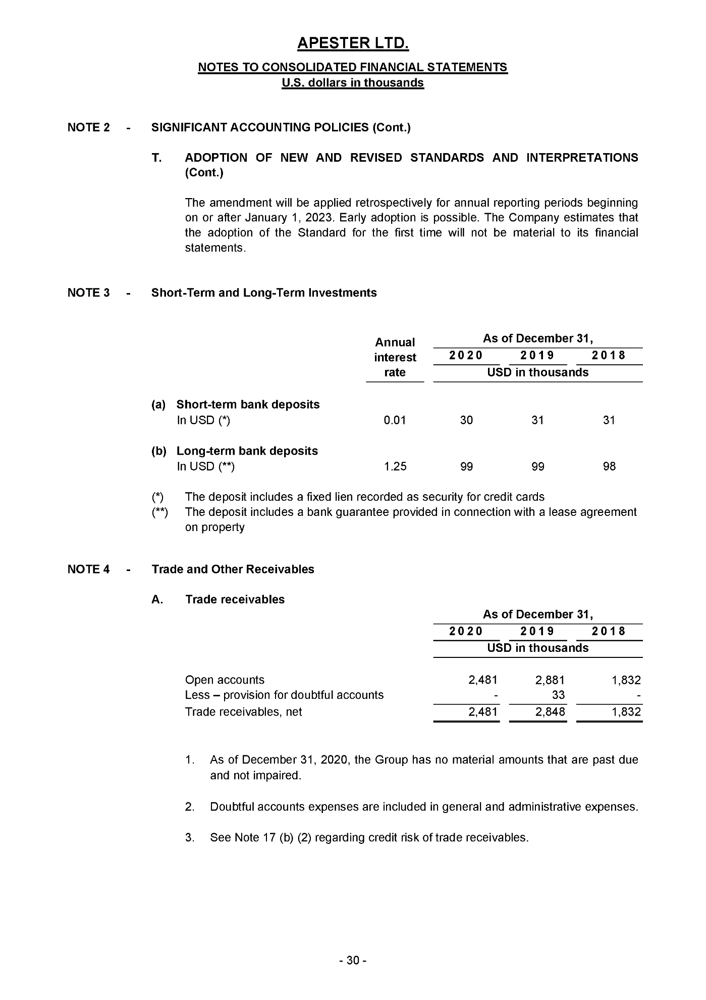 APESTER LTD.
NOTES TO CONSOLIDATED FINANCIAL STATEMENTS
U.S. dollars in thousands
NOTE 2 - SIGNIFICANT ACCOUNTING POLICIES (Cont.)
T. ADOPTION OF NEW AND REVISED STANDARDS AND INTERPRETATIONS
(Cont.)
The amendment will be applied retrospectively for annual reporting periods beginning
on or after January 1, 2023. Early adoption is possible. The Company estimates that
the adoption of the Standard for the first time will not be material to its financial
statements.
NOTE 3 - Short-Term and Long-Term Investments
Annual interest rate
As of December 31,
2020 2019 2018
USD in thousands
(a) Short-term bank deposits
In USD (*) 0.01 30 31 31
(b) Long-term bank deposits
In USD (**) 1.25 99 99 98
(*) The deposit includes a fixed lien recorded as security for credit cards
(**) The deposit includes a bank guarantee provided in connection with a lease agreement
on property
NOTE 4 - Trade and Other Receivables
A. Trade receivables
As of December 31,
2020 2019 2018
USD in thousands
Open accounts 2,481 2,881 1,832
Less – provision for doubtful accounts - 33 -
Trade receivables, net 2,481 2,848 1,832
1. As of December 31, 2020, the Group has no material amounts that are past due
and not impaired.
2. Doubtful accounts expenses are included in general and administrative expenses.
3. See Note 17 (b) (2) regarding credit risk of trade receivables.
- 30 -